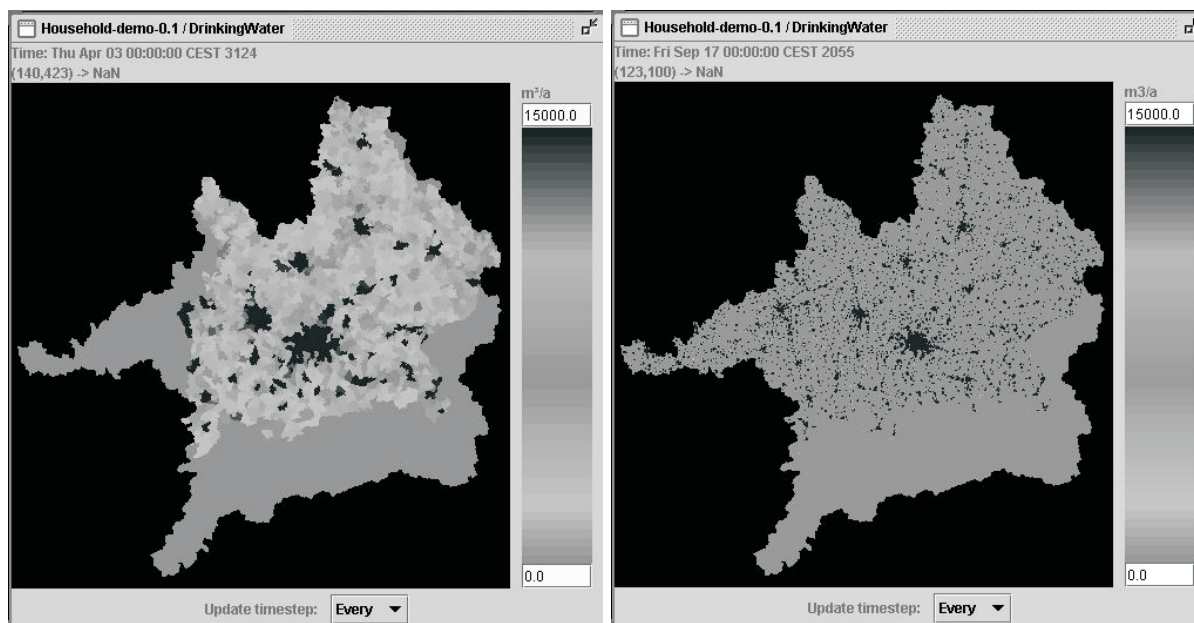 Household-demo-0.1 / DrinkingWater
Time: Thu Apr 03 00:00:00 CEST 3124
(140,423) -> NaN
m³/a
15000.0
0.0
Update timestep: Every
Household-demo-0.1 / DrinkingWater
Time: Fri Sep 17 00:00:00 CEST 2055
(123,100) -> NaN
m3/a
15000.0
0.0
Update timestep: Every